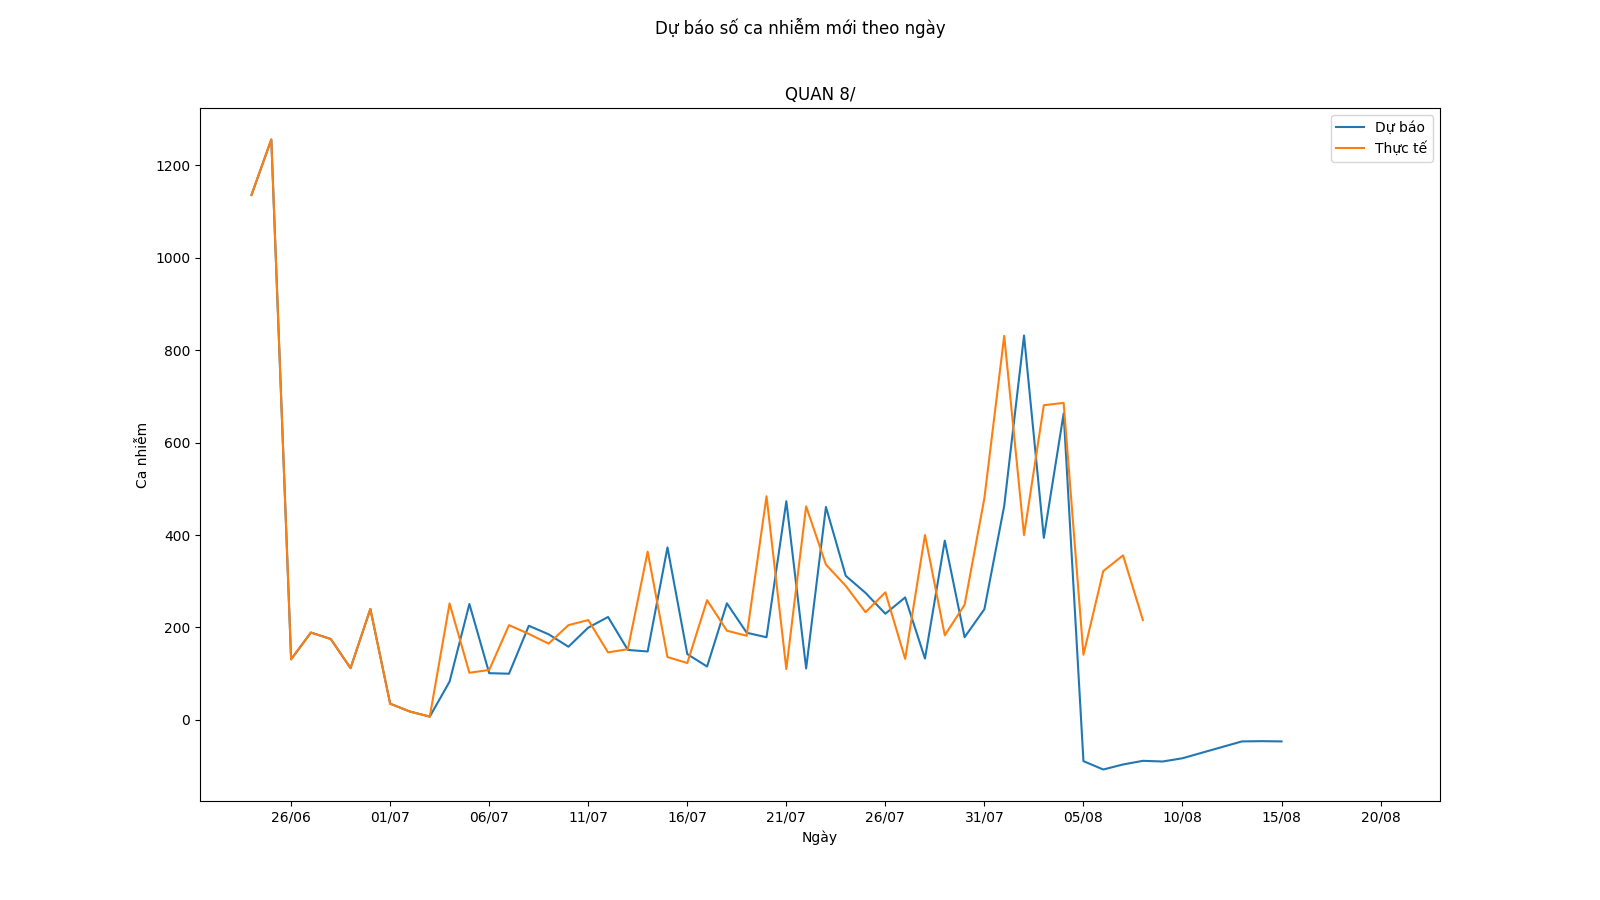 Dự báo số ca nhiễm mới theo ngày
QUAN 8/
Dự báo
Thực tế
1200
1000
800
600
400
200
0
Ca nhiễm
26/06 01/07 06/07 11/07 16/07 21/07 26/07 31/07 05/08 10/08 15/08 20/08
Ngày